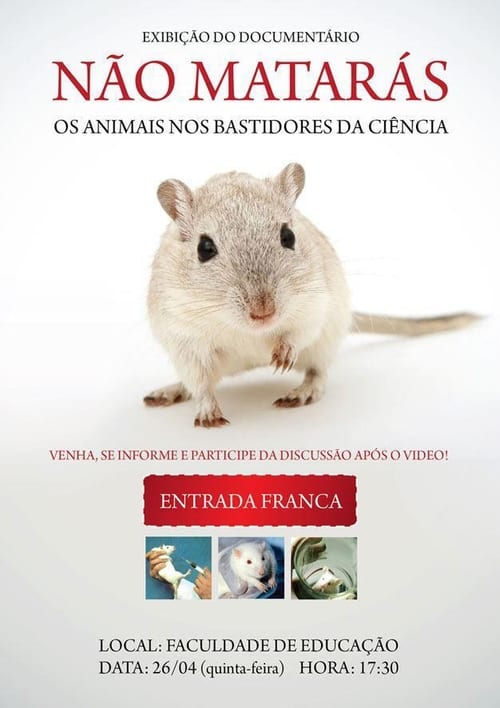 EXIBIÇÃO DO DOCUMENTÁRIO
NÃO MATARÁS
OS ANIMAIS NOS BASTIDORES DA CIÊNCIA
VENHA, SE INFORME E PARTICIPE DA DISCUSSÃO APÓS O VIDEO!
ENTRADA FRANCA
LOCAL: FACULDADE DE EDUCAÇÃO
DATA: 26/04 (quinta-feira) HORA: 17:30